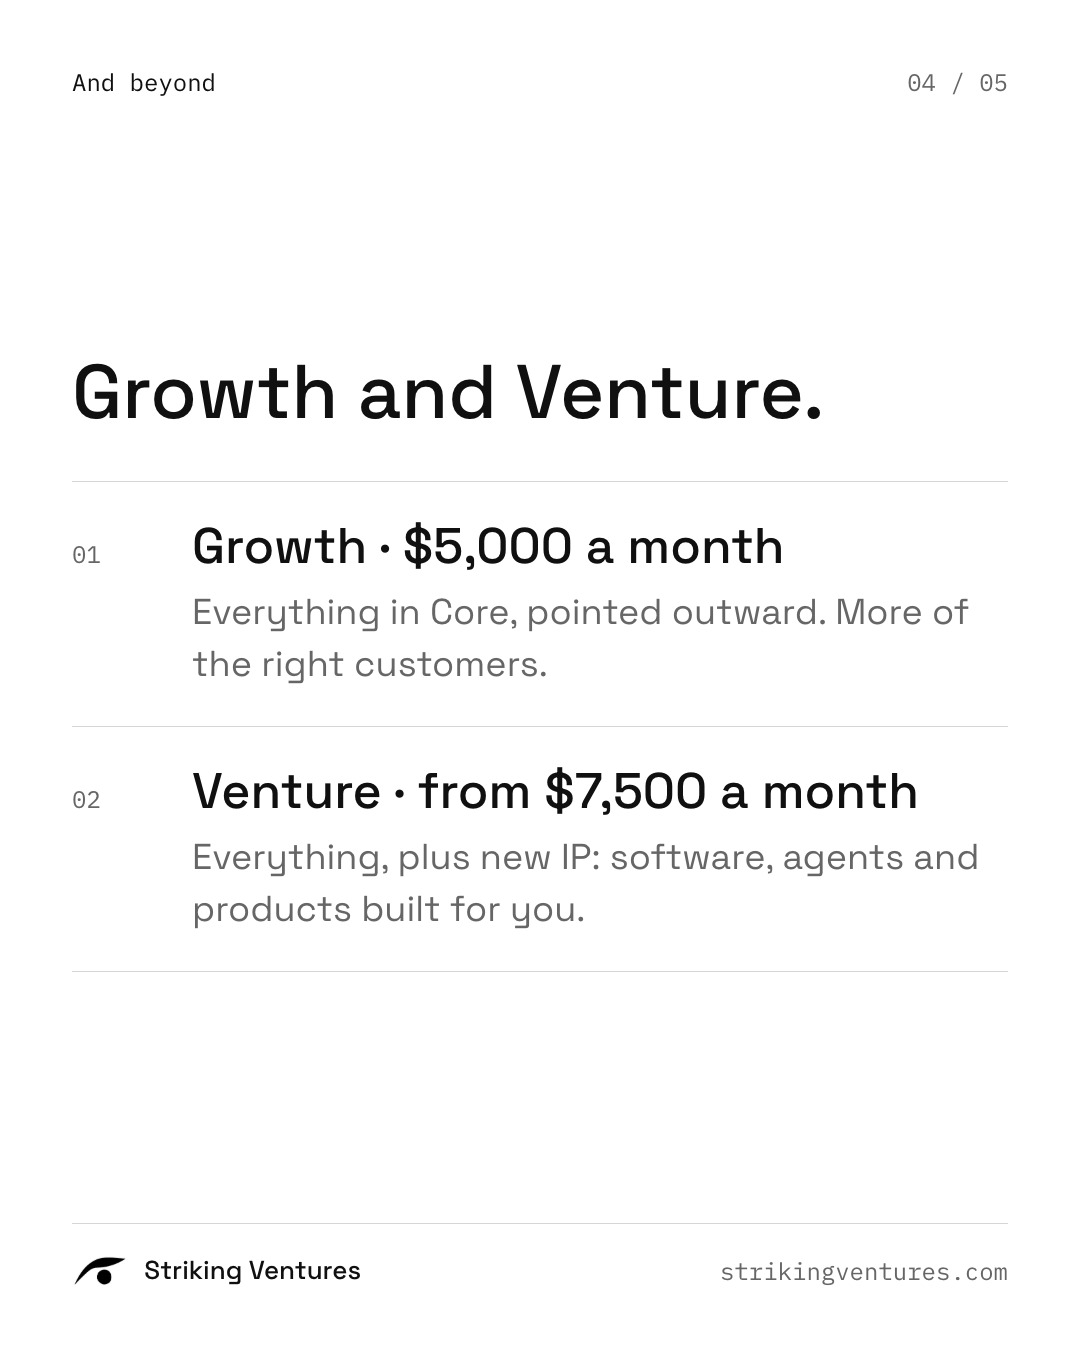 And beyond
04 / 05
Growth and Venture.
01
Growth · $5,000 a month
Everything in Core, pointed outward. More of
the right customers.
02
Venture · from $7,500 a month
Everything, plus new IP: software, agents and
products built for you.
Striking Ventures
strikingventures.com